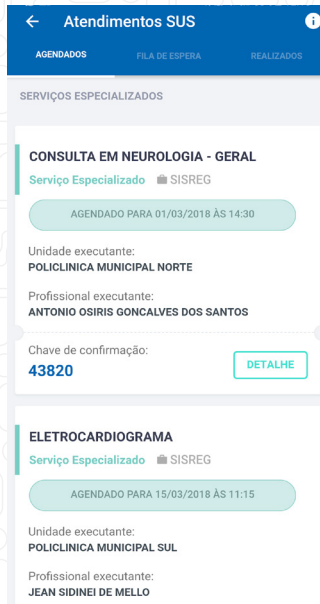 Atendimentos SUS
AGENDADOS FILA DE ESPERA REALIZADOS
SERVIÇOS ESPECIALIZADOS
CONSULTA EM NEUROLOGIA - GERAL
Serviço Especializado SISREG
AGENDADO PARA 01/03/2018 ÀS 14:30
Unidade executante:
POLICLINICA MUNICIPAL NORTE
Profissional executante:
ANTONIO OSIRIS GONCALVES DOS SANTOS
Chave de confirmação:
43820
DETALHE
ELETROCARDIOGRAMA
Serviço Especializado SISREG
AGENDADO PARA 15/03/2018 ÀS 11:15
Unidade executante:
POLICLINICA MUNICIPAL SUL
Profissional executante:
JEAN SIDINEI DE MELLO